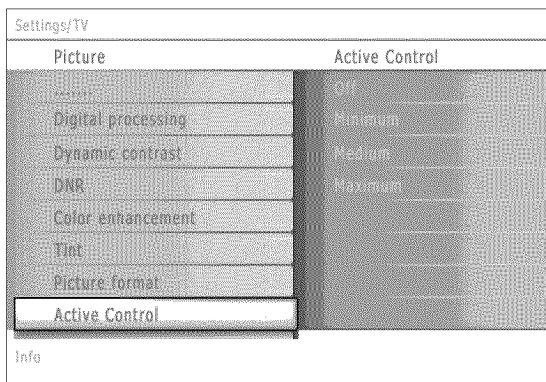 Settings/TV
Picture
Active Control
.......
Digital processing
Dynamic contrast
DNR
Color enhancement
Tint
Picture format
Active Control
Off
Minimum
Medium
Maximum
Info